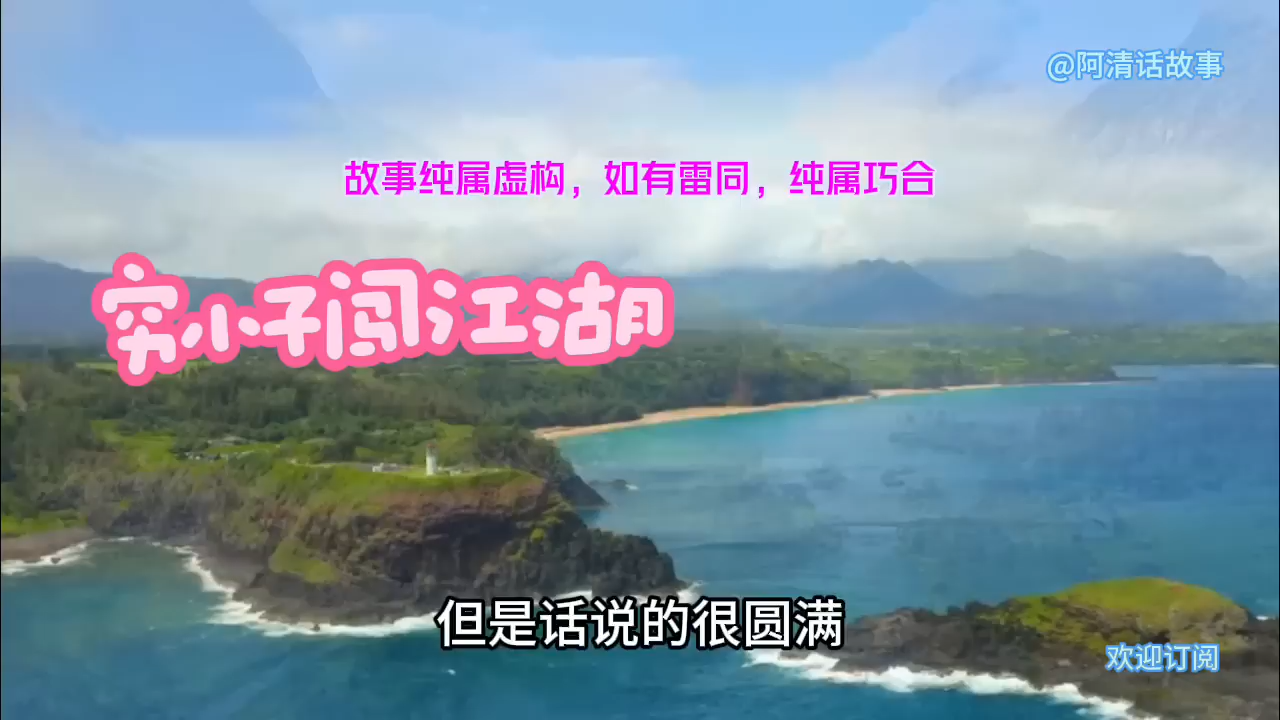 @阿清话故事
故事纯属虚构，如有雷同，纯属巧合
穷小子闯江湖
但是话说的很圆满
欢迎订阅